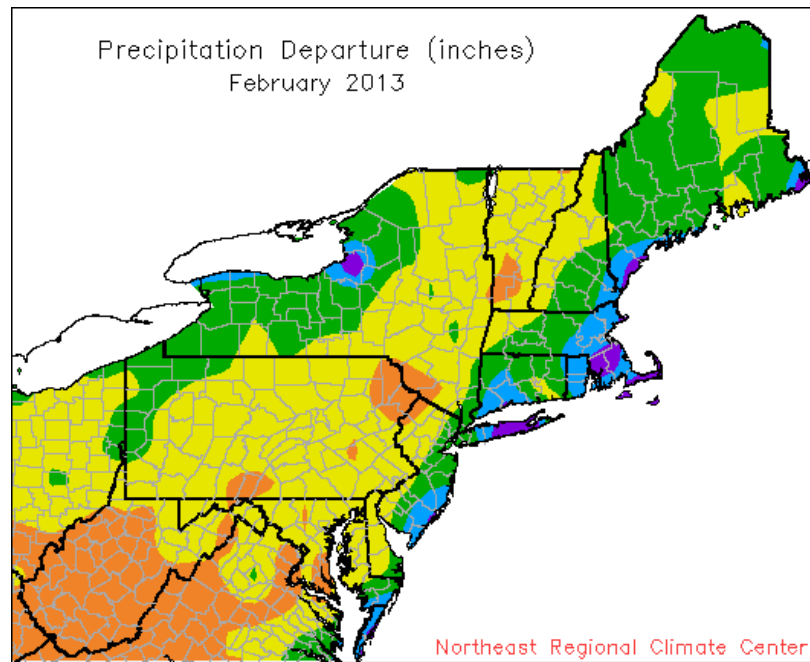 Precipitation Departure (inches)
February 2013
Northeast Regional Climate Center